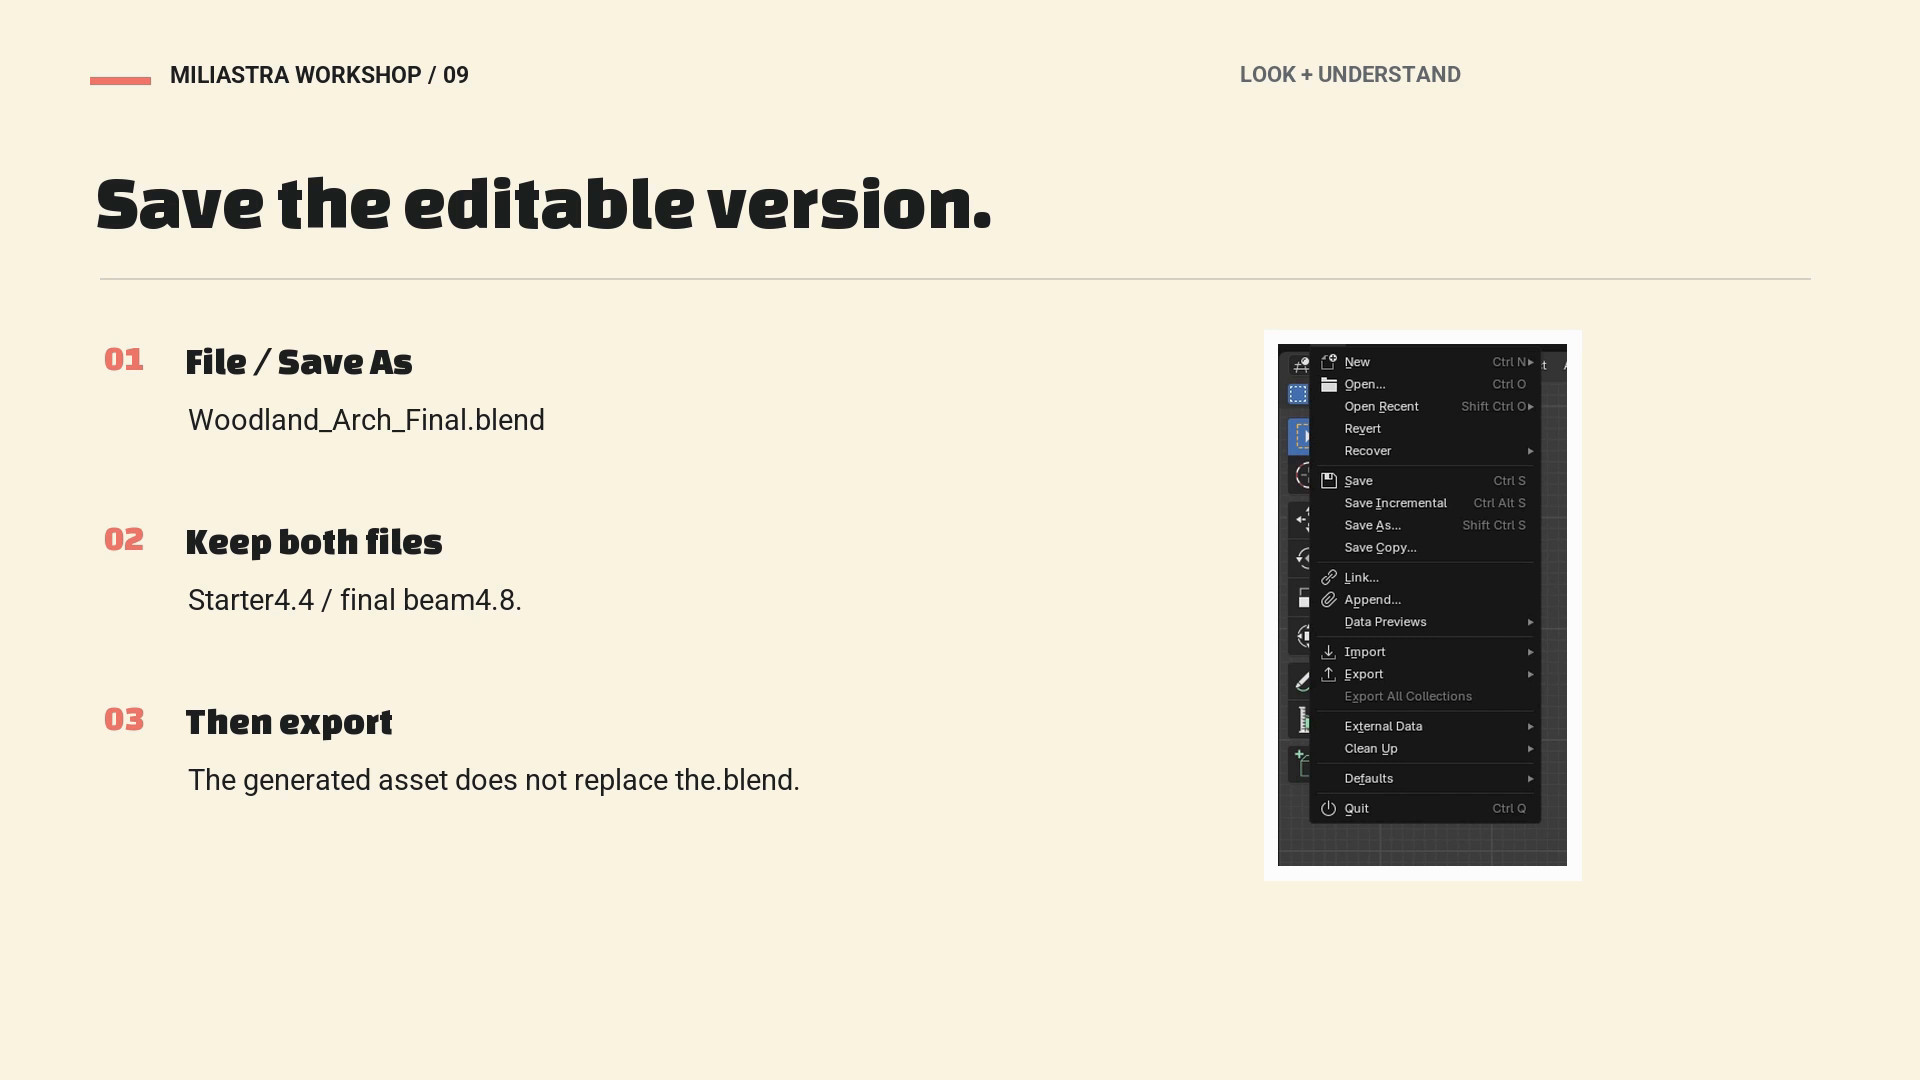 MILIASTRA WORKSHOP / 09
LOOK + UNDERSTAND
Save the editable version.
01 File / Save As
Woodland_Arch_Final.blend
02 Keep both files
Starter4.4 / final beam4.8.
03 Then export
The generated asset does not replace the.blend.
New Ctrl N
Open... Ctrl O
Open Recent Shift Ctrl O
Revert
Recover
Save Ctrl S
Save Incremental Ctrl Alt S
Save As... Shift Ctrl S
Save Copy...
Link...
Append...
Data Previews
Import
Export
Export All Collections
External Data
Clean Up
Defaults
Quit Ctrl Q